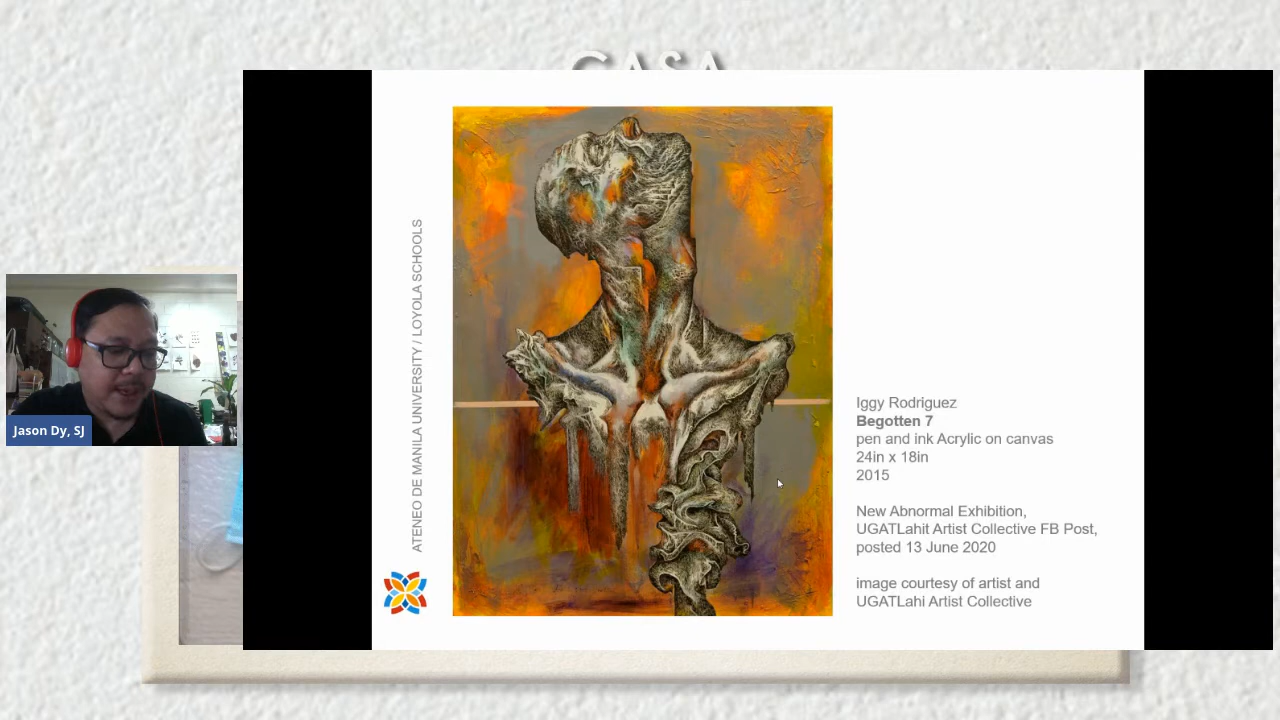 CASA
ATENEO DE MANILA UNIVERSITY / LOYOLA SCHOOLS
Jason Dy, SJ
Iggy Rodriguez
Begotten 7
pen and ink Acrylic on canvas
24in x 18in
2015
New Abnormal Exhibition,
UGATLahit Artist Collective FB Post,
posted 13 June 2020
image courtesy of artist and
UGATLahi Artist Collective